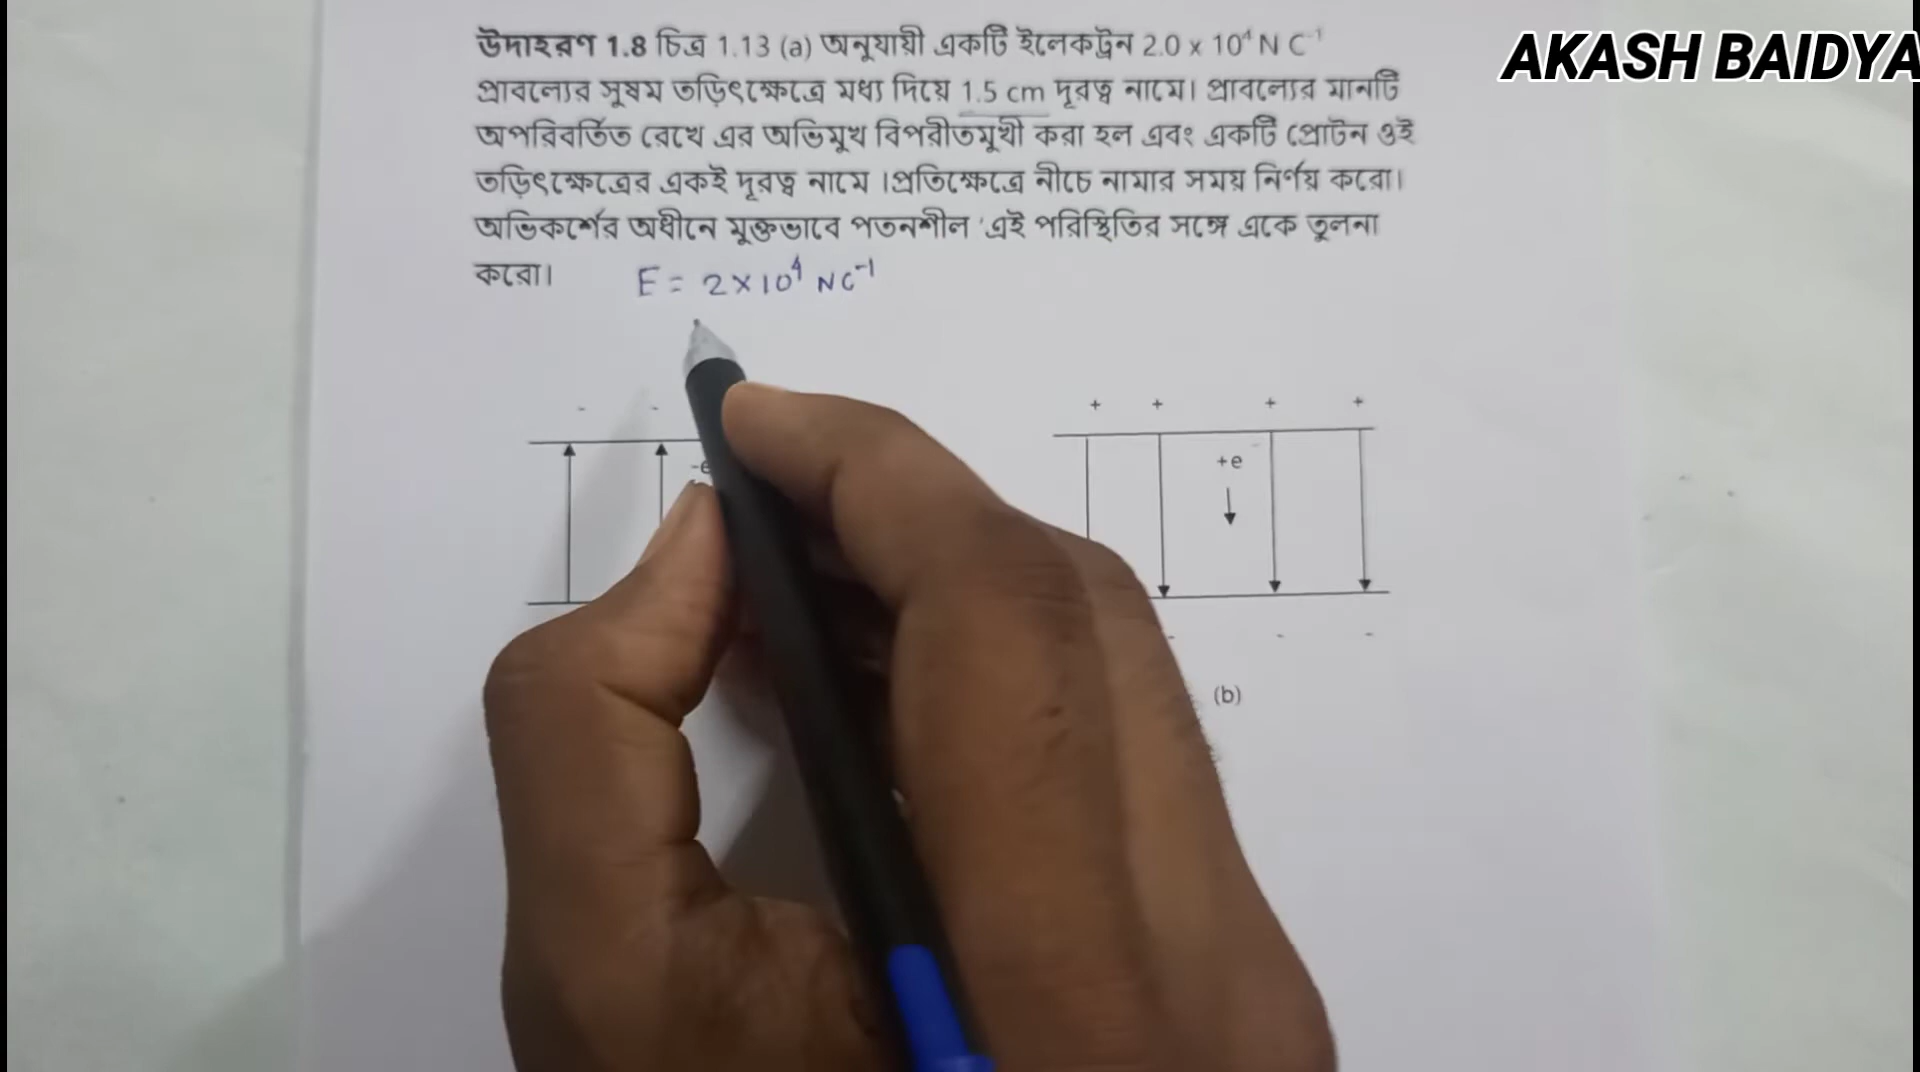 উদাহরণ 1.8 চিত্র 1.13 (a) অনুযায়ী একটি ইলেকট্রন 2.0 x 10⁴ N C⁻¹
AKASH BAIDYA
প্রাবল্যের সুষম তড়িৎক্ষেত্রে মধ্য দিয়ে 1.5 cm দূরত্ব নামে। প্রাবল্যের মানটি
অপরিবর্তিত রেখে এর অভিমুখ বিপরীতমুখী করা হল এবং একটি প্রোটন ওই
তড়িৎক্ষেত্রের একই দূরত্ব নামে ।প্রতিক্ষেত্রে নীচে নামার সময় নির্ণয় করো।
অভিকর্শের অধীনে মুক্তভাবে পতনশীল ‘এই পরিস্থিতির সঙ্গে একে তুলনা
করো।
E = 2×10⁴ NC⁻¹
- -
+ + + +
-e
+e
- - -
(b)